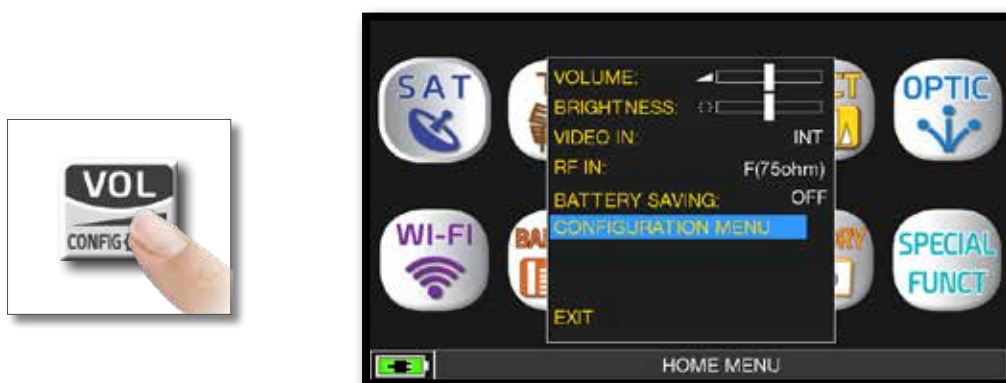 VOL
CONFIG
SAT
OPTIC
WI-FI
SPECIAL
FUNCT
VOLUME:
BRIGHTNESS:
VIDEO IN: INT
RF IN: F(75ohm)
BATTERY SAVING: OFF
CONFIGURATION MENU
EXIT
HOME MENU